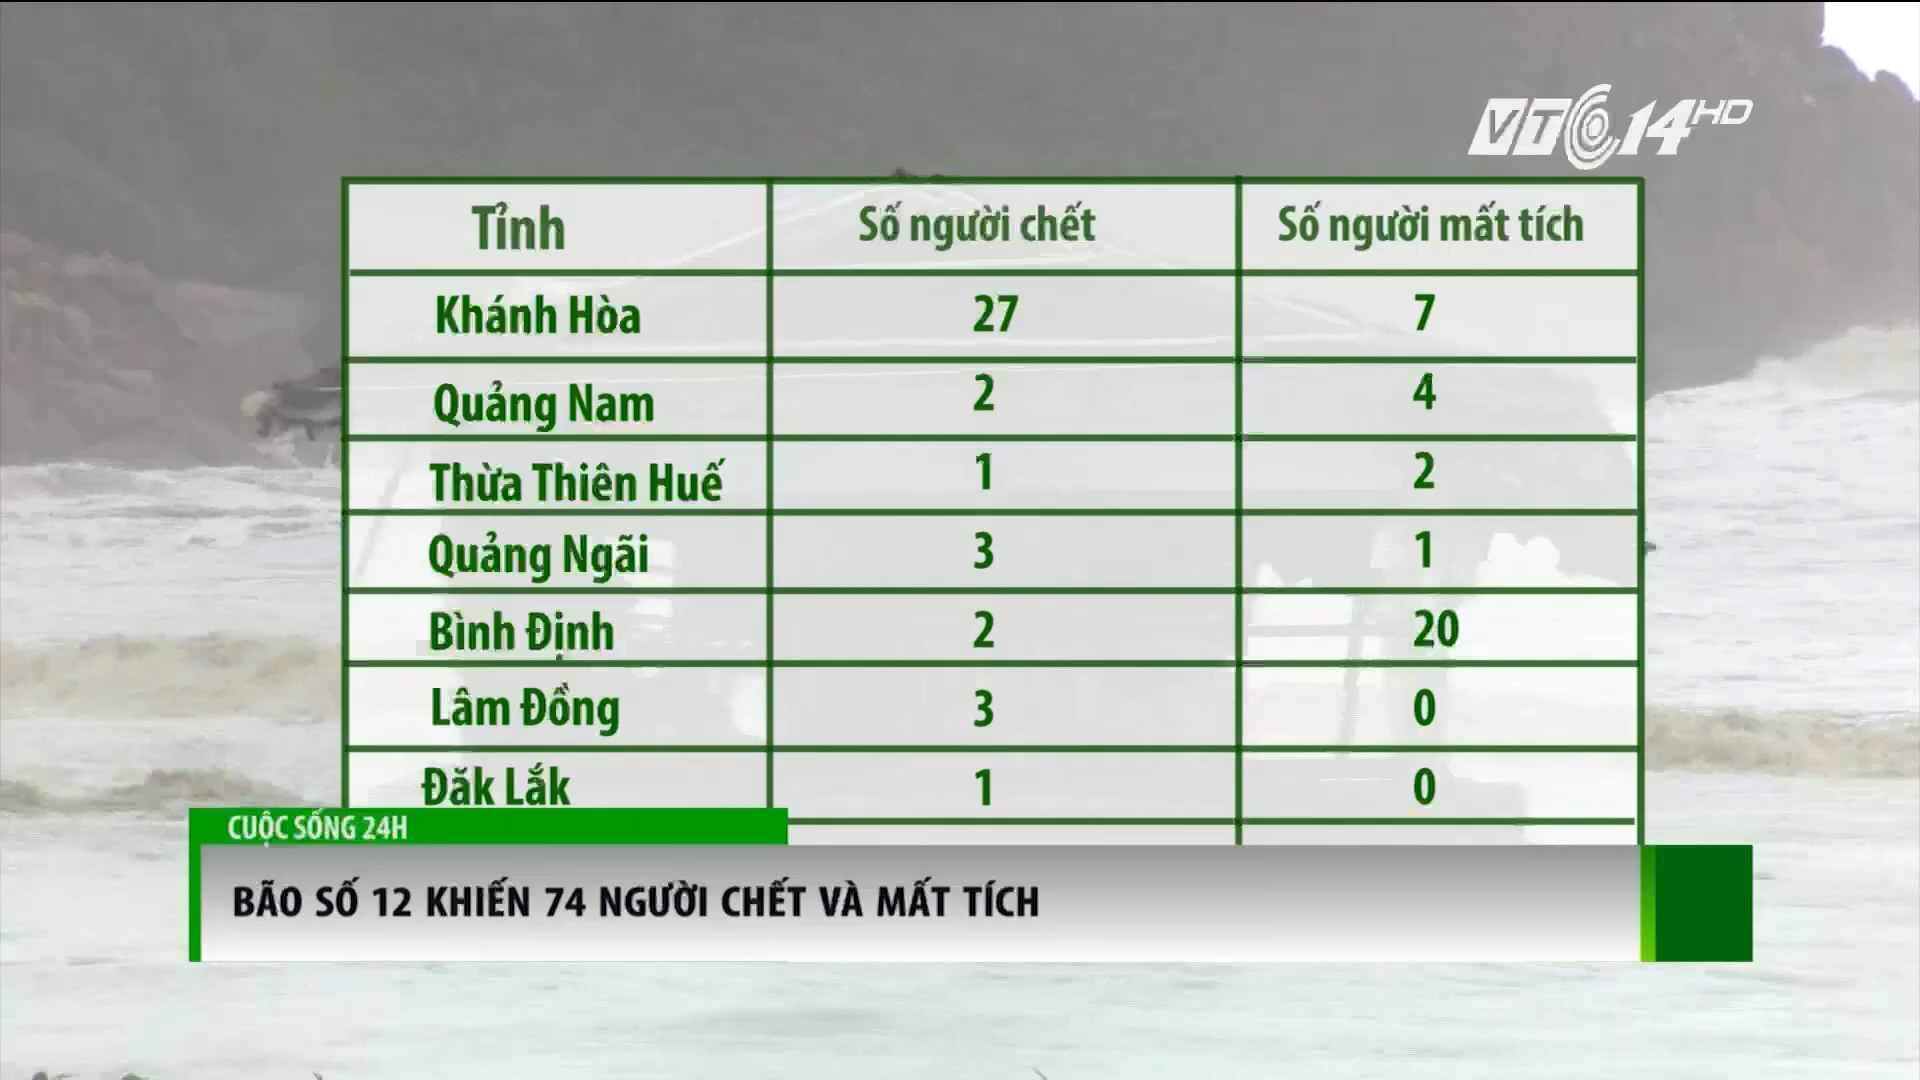 VTC14 HD
Tỉnh Số người chết Số người mất tích
Khánh Hòa 27 7
Quảng Nam 2 4
Thừa Thiên Huế 1 2
Quảng Ngãi 3 1
Bình Định 2 20
Lâm Đồng 3 0
Đăk Lắk 1 0
CUỘC SỐNG 24H
BÃO SỐ 12 KHIẾN 74 NGƯỜI CHẾT VÀ MẤT TÍCH